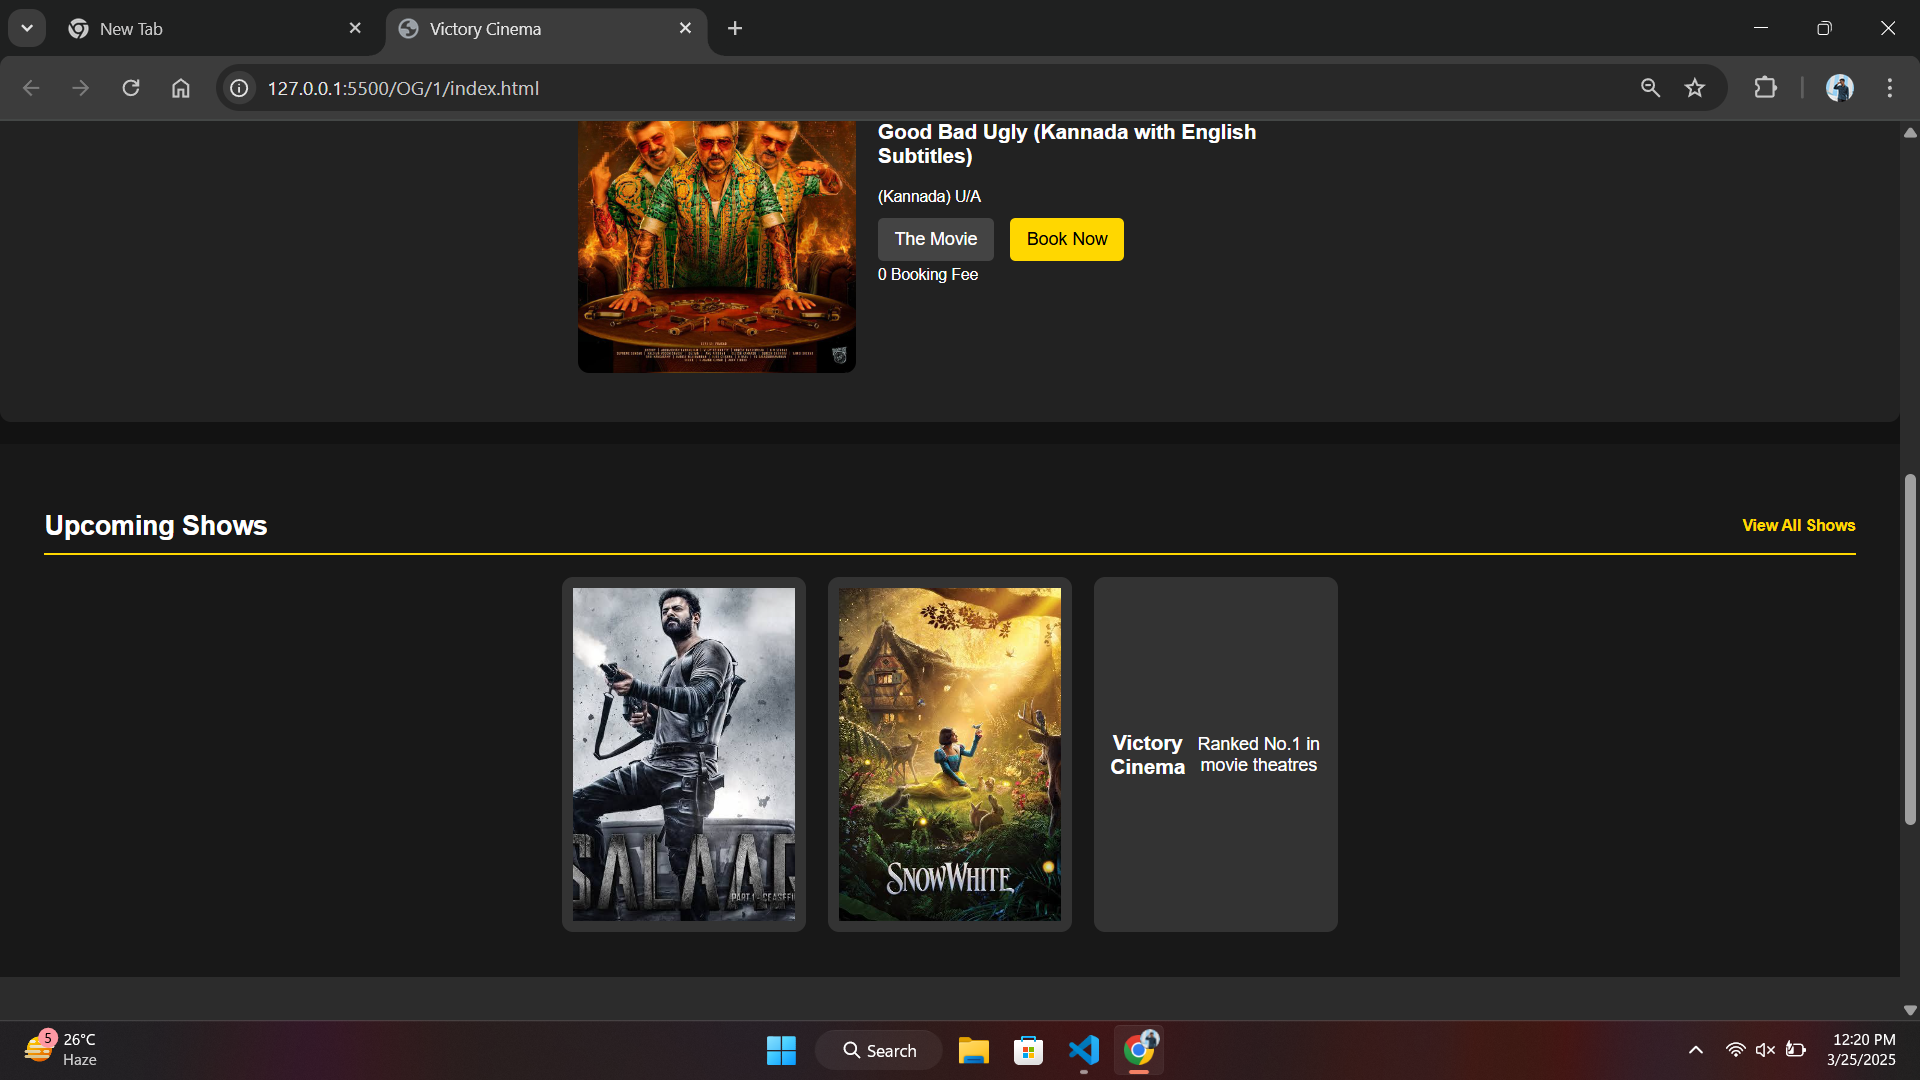 New Tab
Victory Cinema
127.0.0.1:5500/OG/1/index.html
Good Bad Ugly (Kannada with English
Subtitles)
(Kannada) U/A
The Movie
Book Now
0 Booking Fee
Upcoming Shows
View All Shows
SALAAR
PART 1 - CEASEFI
SNOW WHITE
Victory
Cinema
Ranked No.1 in
movie theatres
5
26°C
Haze
Search
12:20 PM
3/25/2025